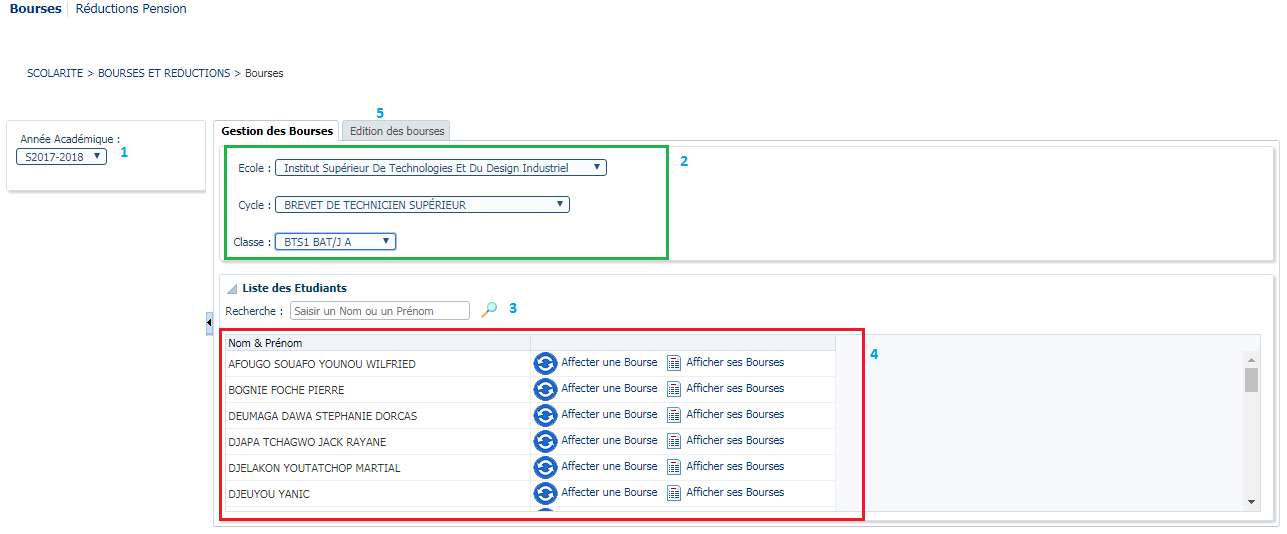 Bourses Réductions Pension
SCOLARITE > BOURSES ET REDUCTIONS > Bourses
5
Année Académique :
S2017-2018
1
Gestion des Bourses Edition des bourses
Ecole : Institut Supérieur De Technologies Et Du Design Industriel
2
Cycle : BREVET DE TECHNICIEN SUPÉRIEUR
Classe : BTS1 BAT/J A
Liste des Etudiants
Recherche : Saisir un Nom ou un Prénom
3
Nom & Prénom
4
AFOUGO SOUAFO YOUNOU WILFRIED Affecter une Bourse Afficher ses Bourses
BOGNIE FOCHE PIERRE Affecter une Bourse Afficher ses Bourses
DEUMAGA DAWA STEPHANIE DORCAS Affecter une Bourse Afficher ses Bourses
DJAPA TCHAGWO JACK RAYANE Affecter une Bourse Afficher ses Bourses
DJELAKON YOUTATCHOP MARTIAL Affecter une Bourse Afficher ses Bourses
DJEUYOU YANIC Affecter une Bourse Afficher ses Bourses